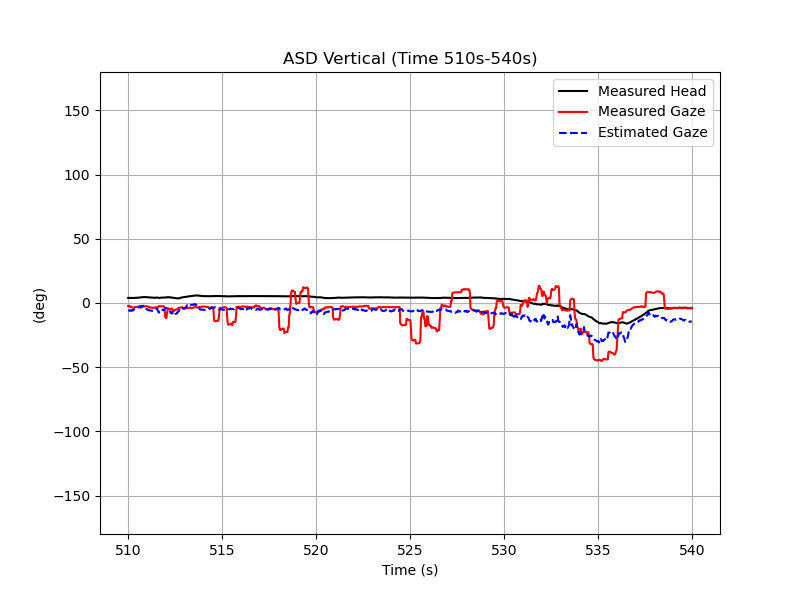 ASD Vertical (Time 510s-540s)
Measured Head
Measured Gaze
Estimated Gaze
150
100
50
0
−50
−100
−150
(deg)
510 515 520 525 530 535 540
Time (s)